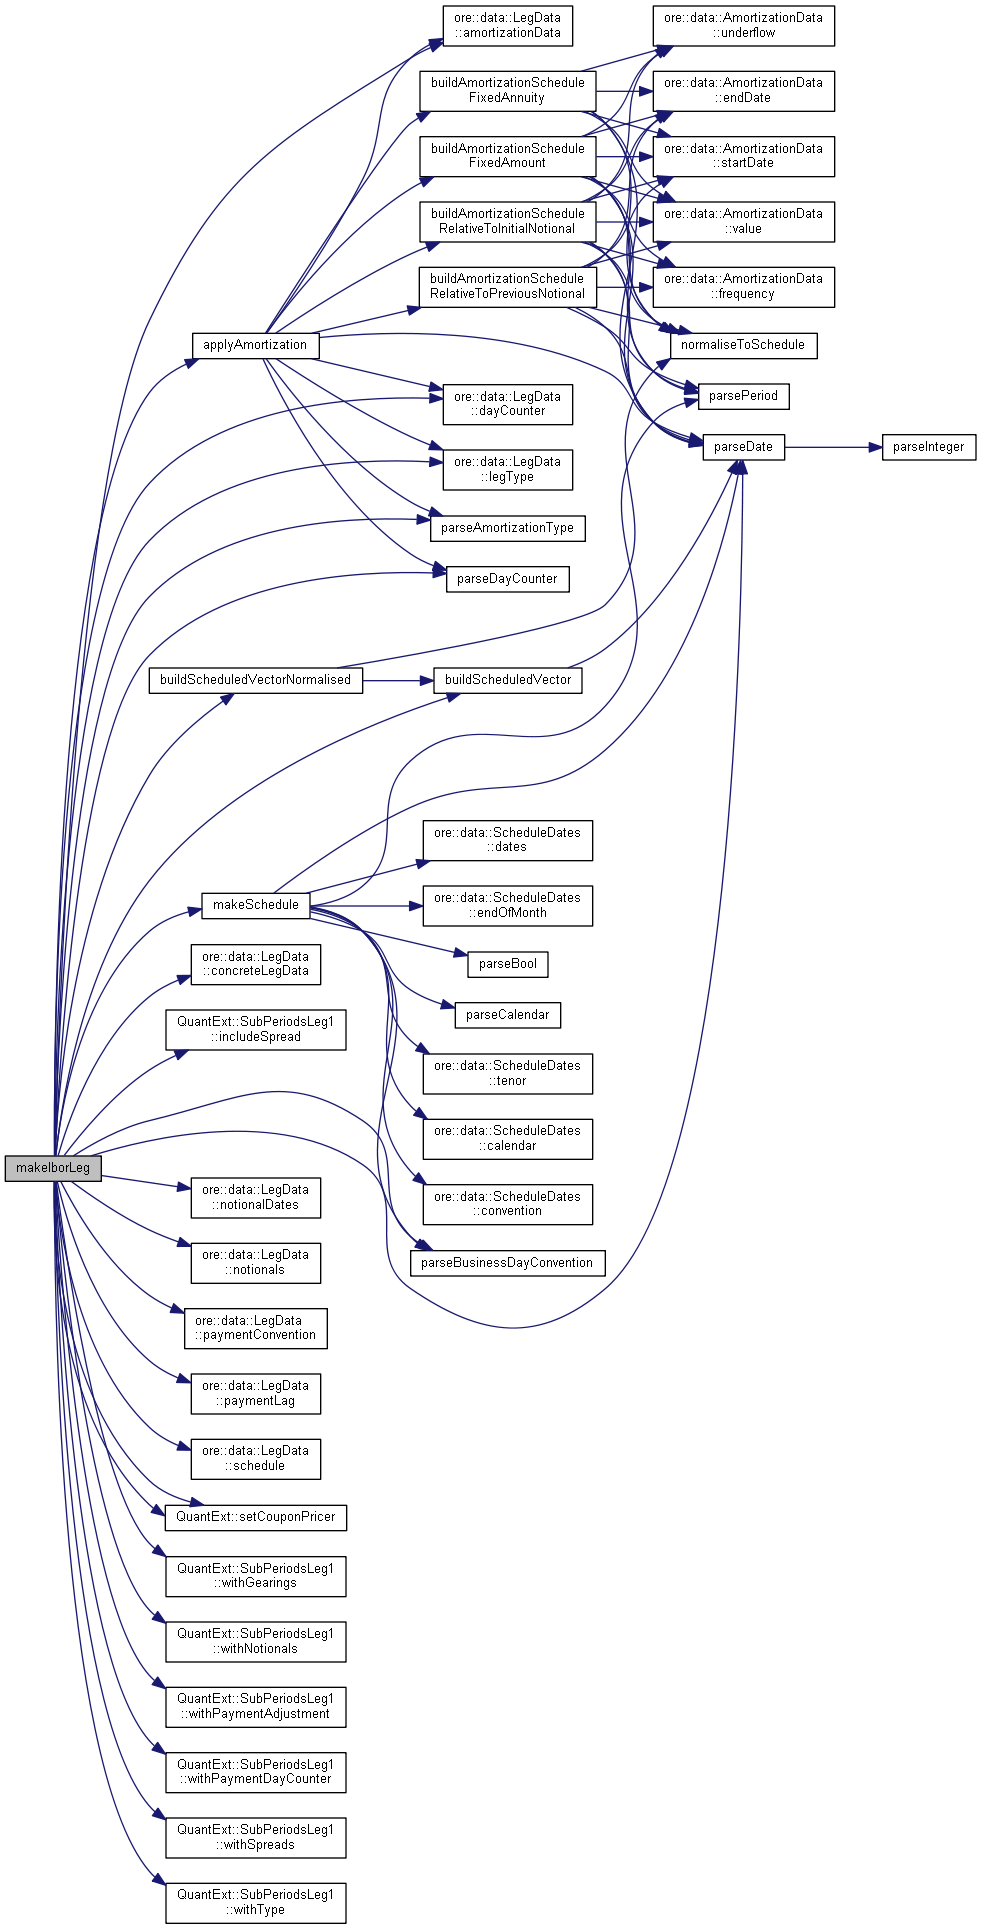 ore::data::LegData
::amortizationData
ore::data::AmortizationData
::underflow
buildAmortizationSchedule
FixedAnnuity
ore::data::AmortizationData
::endDate
buildAmortizationSchedule
FixedAmount
ore::data::AmortizationData
::startDate
buildAmortizationSchedule
RelativeToInitialNotional
ore::data::AmortizationData
::value
buildAmortizationSchedule
RelativeToPreviousNotional
ore::data::AmortizationData
::frequency
applyAmortization
normaliseToSchedule
ore::data::LegData
::dayCounter
parsePeriod
parseDate
parseInteger
ore::data::LegData
::legType
parseAmortizationType
parseDayCounter
buildScheduledVectorNormalised
buildScheduledVector
ore::data::ScheduleDates
::dates
makeSchedule
ore::data::ScheduleDates
::endOfMonth
ore::data::LegData
::concreteLegData
parseBool
QuantExt::SubPeriodsLeg1
::includeSpread
parseCalendar
ore::data::ScheduleDates
::tenor
ore::data::ScheduleDates
::calendar
makeIborLeg
ore::data::LegData
::notionalDates
ore::data::ScheduleDates
::convention
ore::data::LegData
::notionals
parseBusinessDayConvention
ore::data::LegData
::paymentConvention
ore::data::LegData
::paymentLag
ore::data::LegData
::schedule
QuantExt::setCouponPricer
QuantExt::SubPeriodsLeg1
::withGearings
QuantExt::SubPeriodsLeg1
::withNotionals
QuantExt::SubPeriodsLeg1
::withPaymentAdjustment
QuantExt::SubPeriodsLeg1
::withPaymentDayCounter
QuantExt::SubPeriodsLeg1
::withSpreads
QuantExt::SubPeriodsLeg1
::withType